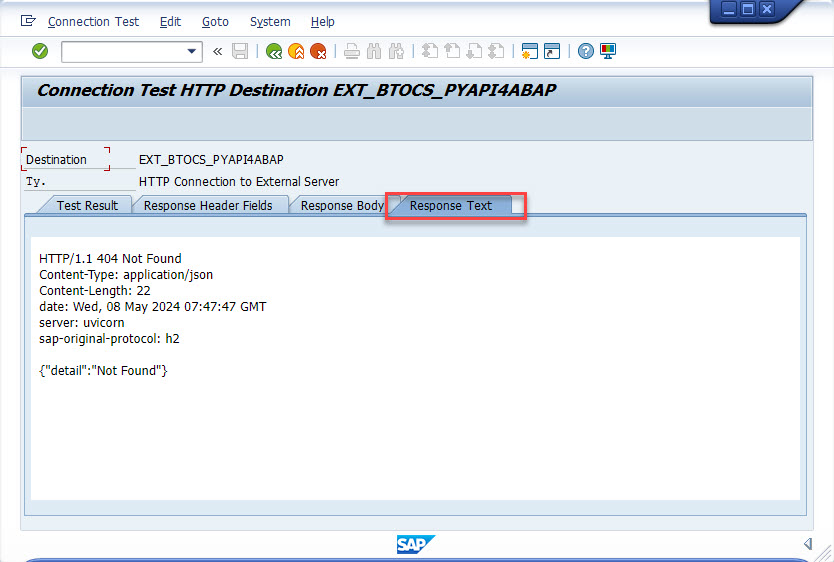 Connection Test Edit Goto System Help
Connection Test HTTP Destination EXT_BTOCS_PYAPI4ABAP
Destination EXT_BTOCS_PYAPI4ABAP
Ty. HTTP Connection to External Server
Test Result Response Header Fields Response Body Response Text
HTTP/1.1 404 Not Found
Content-Type: application/json
Content-Length: 22
date: Wed, 08 May 2024 07:47:47 GMT
server: uvicorn
sap-original-protocol: h2
{"detail":"Not Found"}
SAP